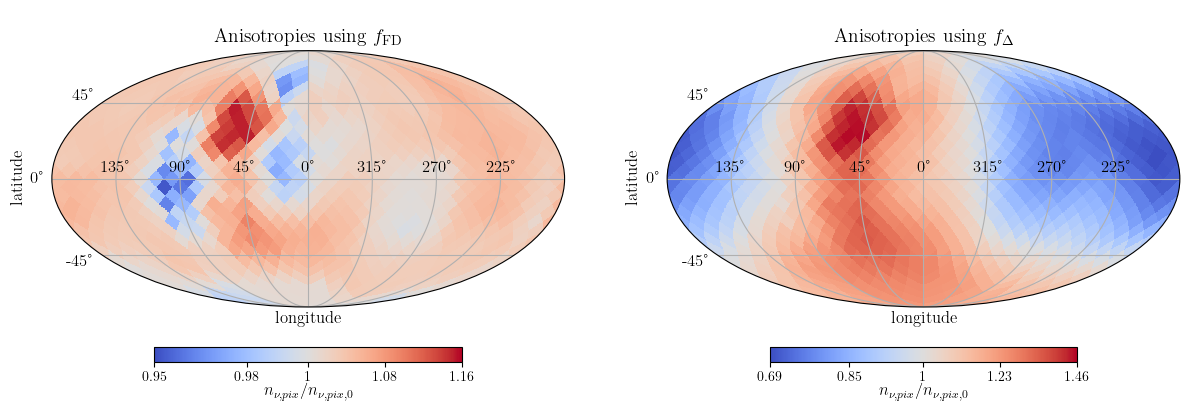 Anisotropies using f_FD
45°
135° 90° 45° 0° 315° 270° 225°
0°
latitude
-45°
longitude
0.95 0.98 1 1.08 1.16
n_ν,pix/n_ν,pix,0
Anisotropies using f_Δ
45°
135° 90° 45° 0° 315° 270° 225°
0°
latitude
-45°
longitude
0.69 0.85 1 1.23 1.46
n_ν,pix/n_ν,pix,0